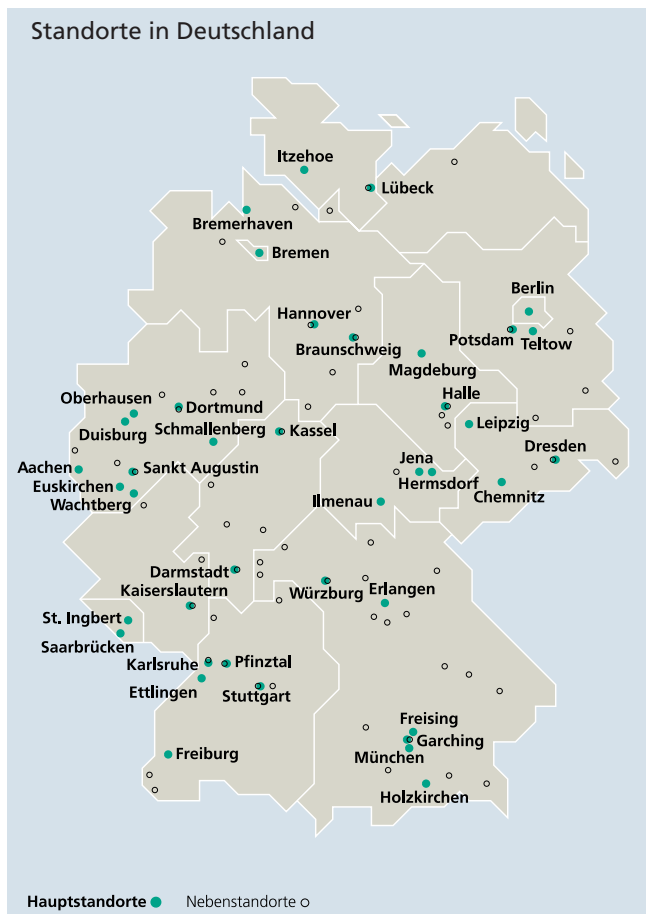 Standorte in Deutschland
Itzehoe
Lübeck
Bremerhaven
Bremen
Berlin
Hannover
Potsdam
Teltow
Braunschweig
Magdeburg
Oberhausen
Halle
Dortmund
Duisburg
Leipzig
Schmallenberg
Kassel
Dresden
Jena
Aachen
Sankt Augustin
Hermsdorf
Euskirchen
Chemnitz
Wachtberg
Ilmenau
Darmstadt
Kaiserslautern
Würzburg
Erlangen
St. Ingbert
Saarbrücken
Karlsruhe
Pfinztal
Ettlingen
Stuttgart
Freising
Garching
Freiburg
München
Holzkirchen
Hauptstandorte
Nebenstandorte